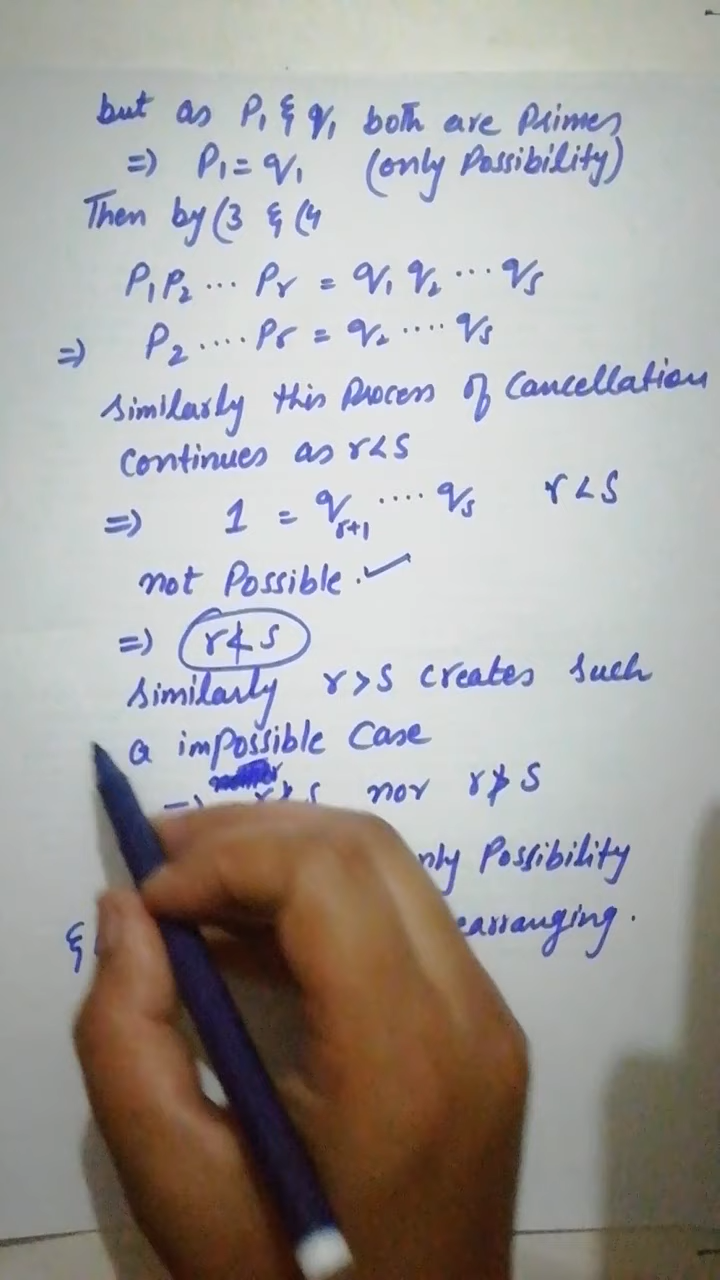 but as P₁ & q₁ both are Primes
=> P₁ = q₁ (only Possibility)
Then by (3 & (4
P₁P₂ ... Pr = q₁ q₂ ... qs
=> P₂ .... Pr = q₂ .... qs
Similarly this Process of Cancellation
Continues as r<s
=> 1 = q_{r+1} .... qs r<s
not Possible. ✓
=> r≮s
Similarly r>s creates such
a impossible Case
=> nor r≯s
Possibility
&